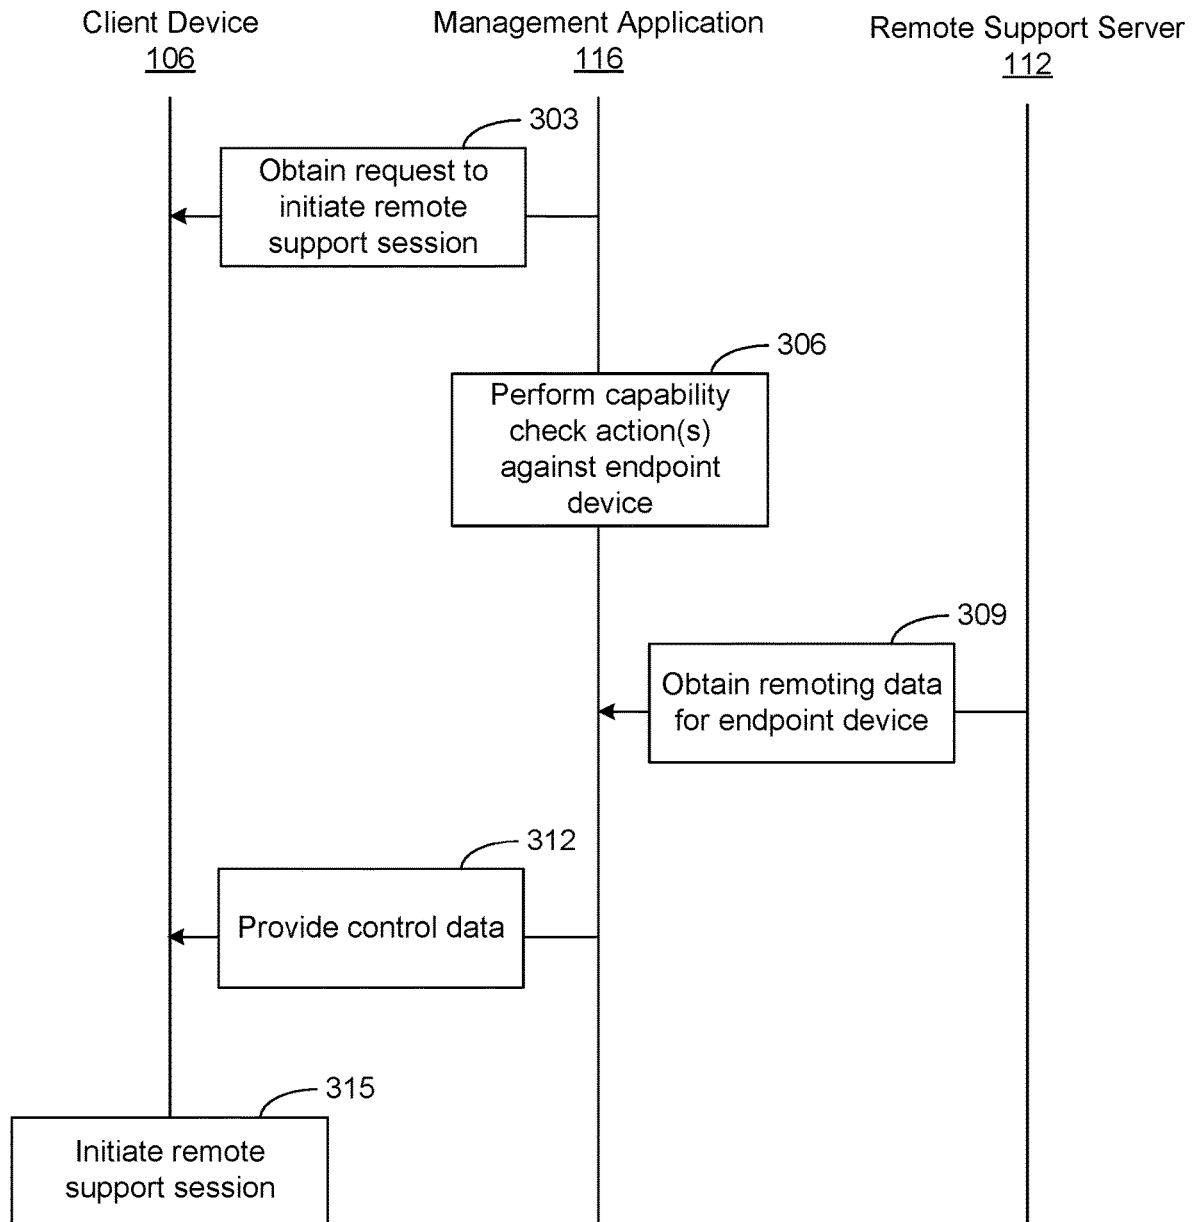 Client Device
106
Management Application
116
Remote Support Server
112
303
Obtain request to
initiate remote
support session
306
Perform capability
check action(s)
against endpoint
device
309
Obtain remoting data
for endpoint device
312
Provide control data
315
Initiate remote
support session